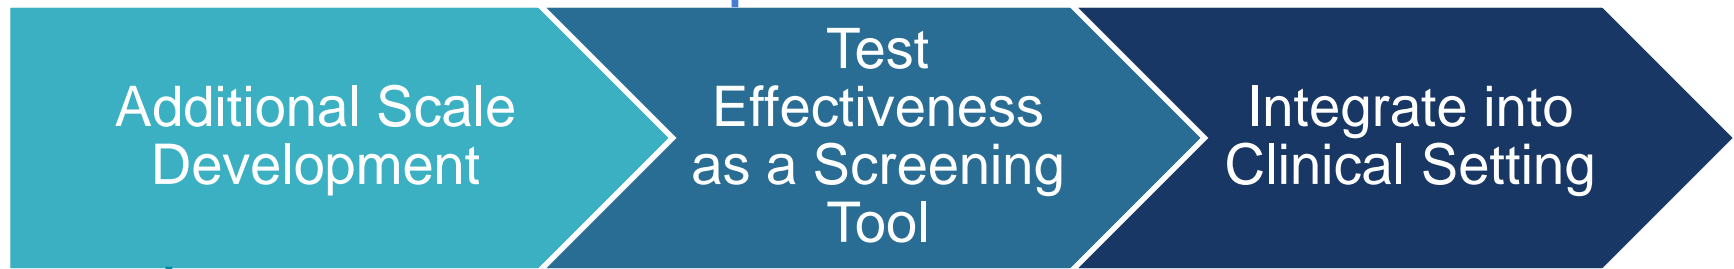 Additional Scale
Development
Test
Effectiveness
as a Screening
Tool
Integrate into
Clinical Setting